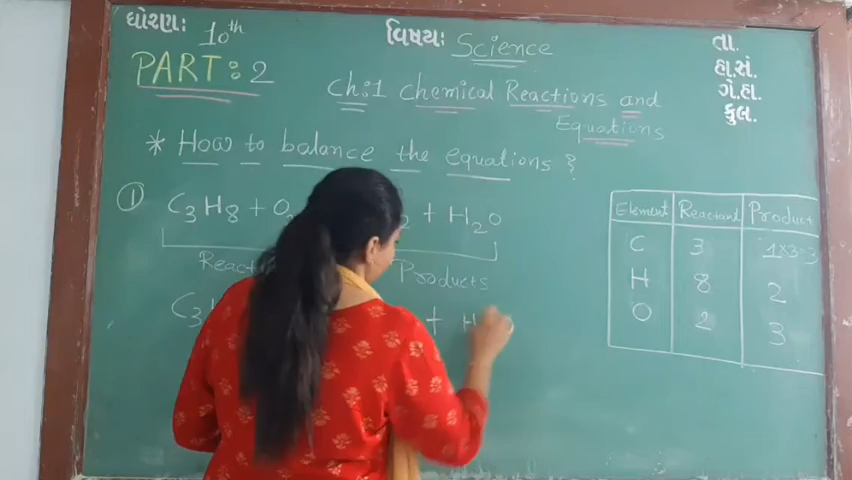 ધોરણ: 10th વિષય: Science તા.
PART: 2 હા.સં.
Ch:1 Chemical Reactions and ગે.હા.
Equations કુલ.
* How to balance the equations ?
① C3H8 + O2 + H2O
Products
C3 + H
Element Reactant Product
C 3 1×3=3
H 8 2
O 2 3